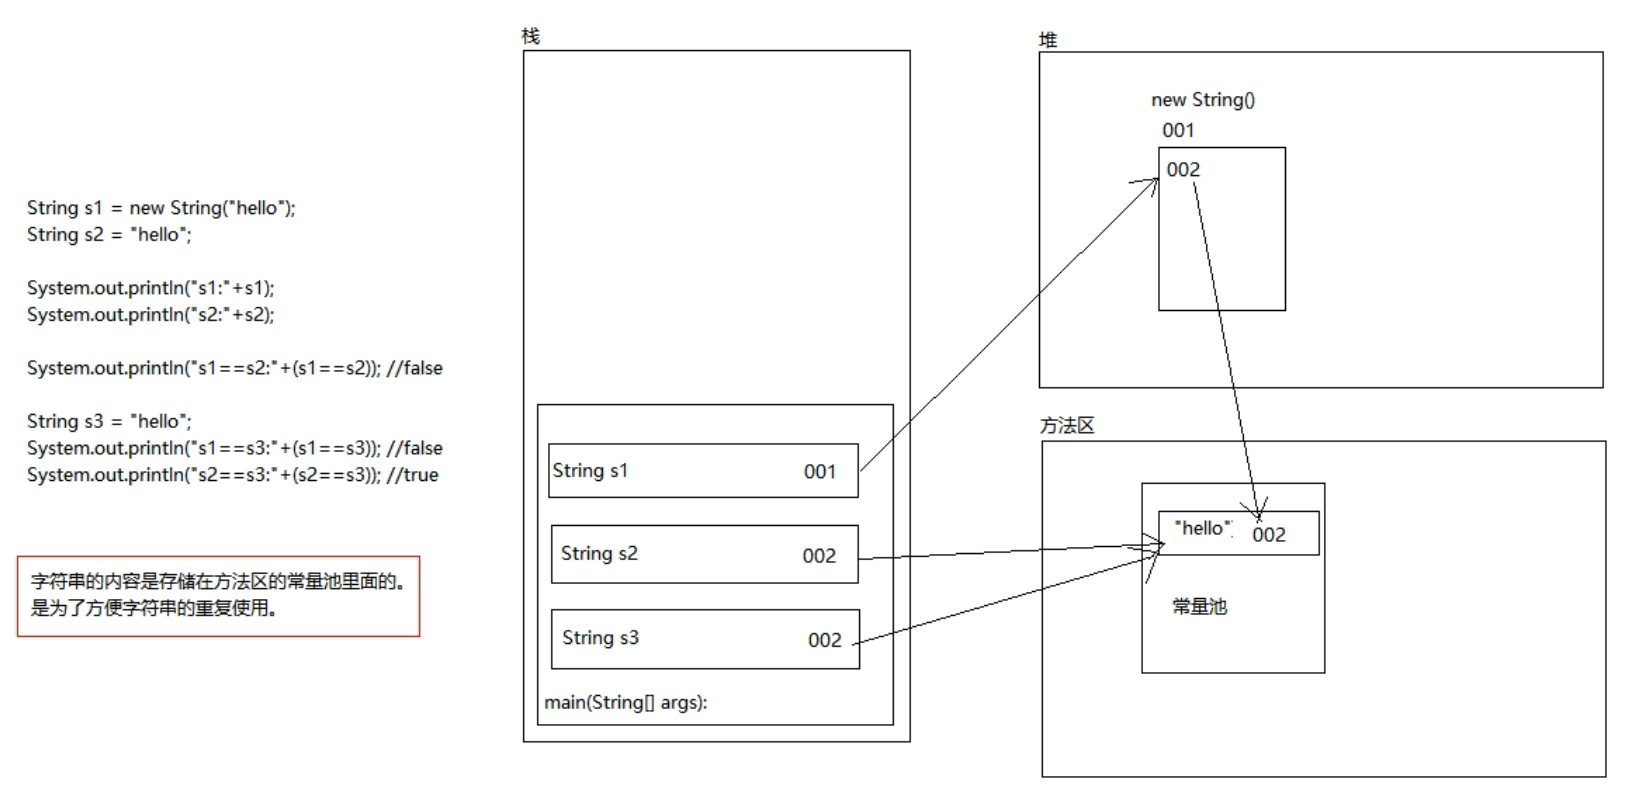 String s1 = new String("hello");
String s2 = "hello";
System.out.println("s1:"+s1);
System.out.println("s2:"+s2);
System.out.println("s1==s2:"+(s1==s2)); //false
String s3 = "hello";
System.out.println("s1==s3:"+(s1==s3)); //false
System.out.println("s2==s3:"+(s2==s3)); //true
字符串的内容是存储在方法区的常量池里面的。
是为了方便字符串的重复使用。
栈
String s1 001
String s2 002
String s3 002
main(String[] args):
堆
new String()
001
002
方法区
"hello" 002
常量池